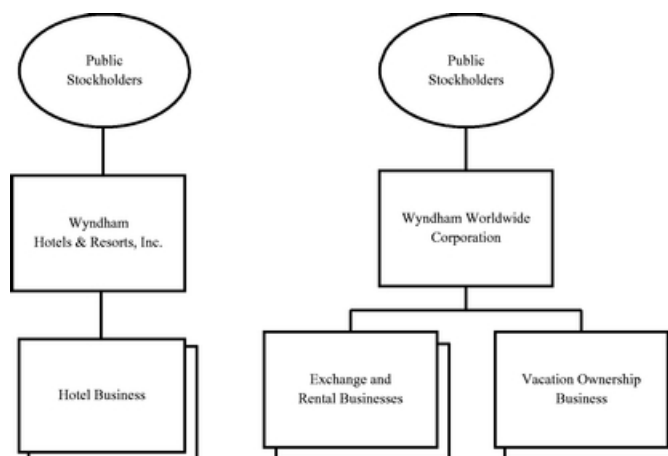 Public
Stockholders
Public
Stockholders
Wyndham
Hotels & Resorts, Inc.
Wyndham Worldwide
Corporation
Hotel Business
Exchange and
Rental Businesses
Vacation Ownership
Business